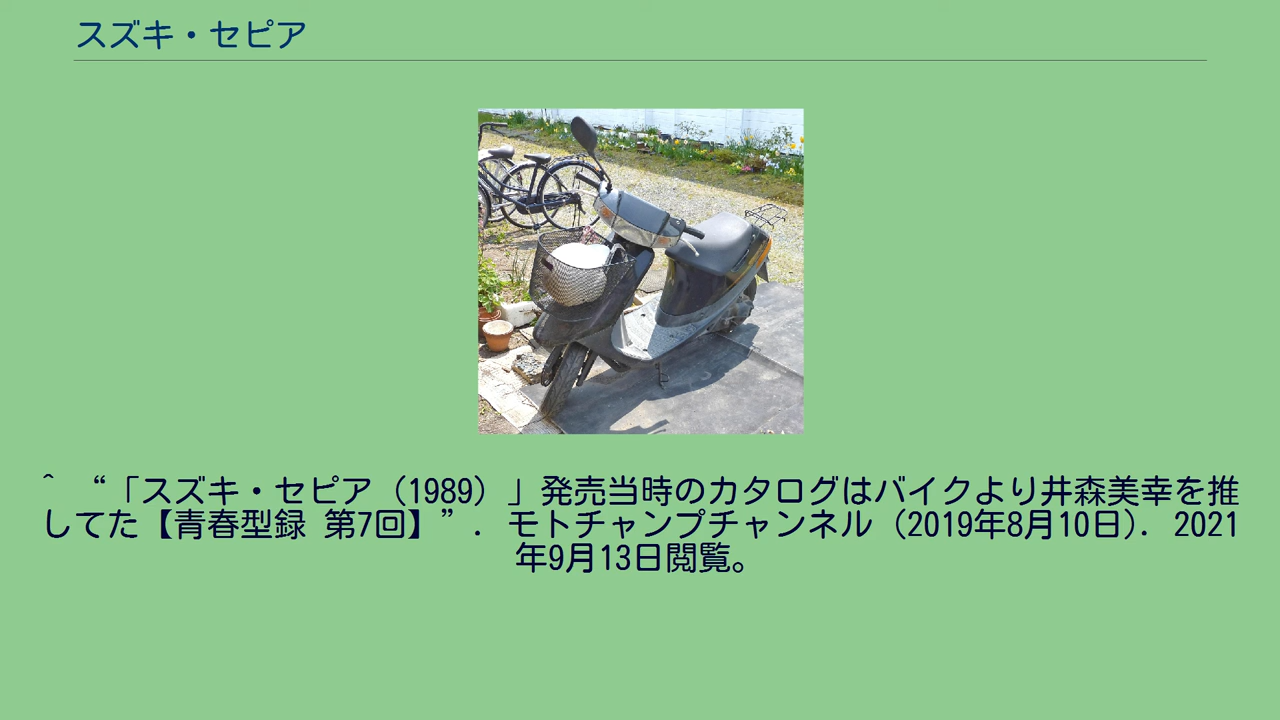 スズキ・セピア
^ “「スズキ・セピア（1989）」発売当時のカタログはバイクより井森美幸を推
してた【青春型録 第7回】”. モトチャンプチャンネル (2019年8月10日). 2021
年9月13日閲覧。